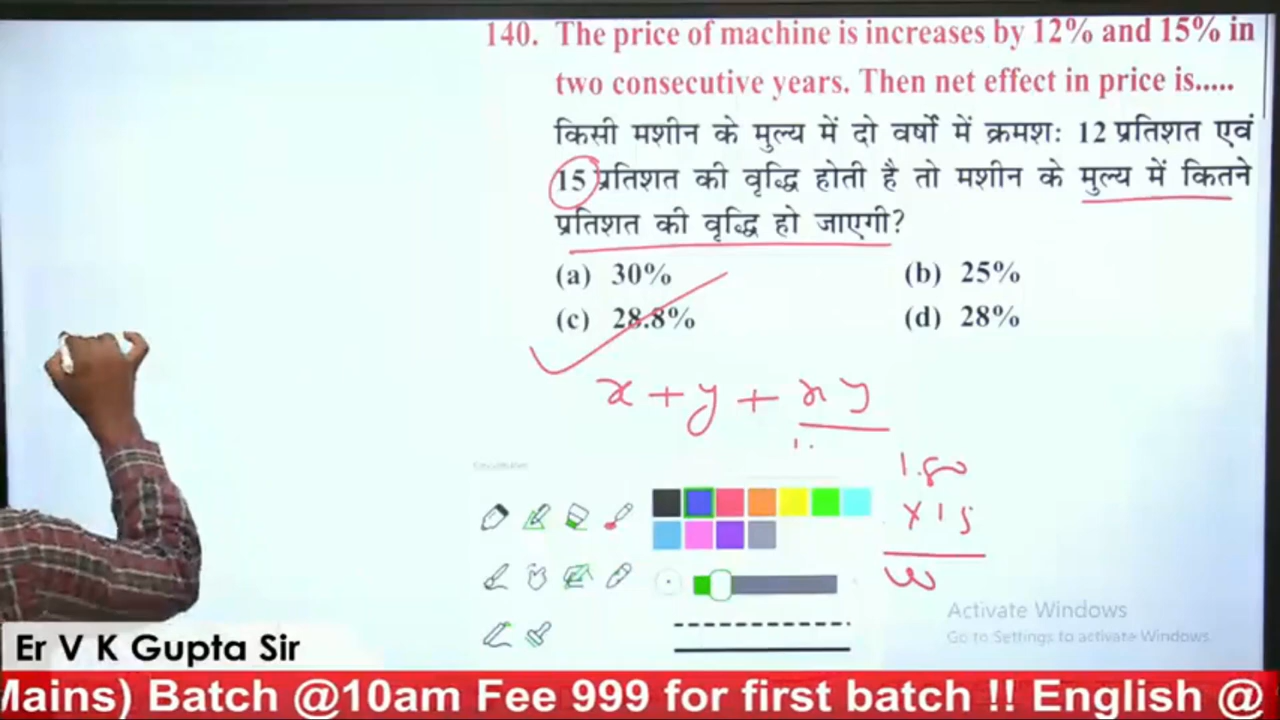 140. The price of machine is increases by 12% and 15% in
two consecutive years. Then net effect in price is.....
किसी मशीन के मुल्य में दो वर्षों में क्रमशः 12 प्रतिशत एवं
15 प्रतिशत की वृद्धि होती है तो मशीन के मुल्य में कितने
प्रतिशत की वृद्धि हो जाएगी?
(a) 30% (b) 25%
(c) 28.8% (d) 28%
x + y + xy
1.80
x 15
Activate Windows
Go to Settings to activate Windows.
Er V K Gupta Sir
Mains) Batch @10am Fee 999 for first batch !! English @